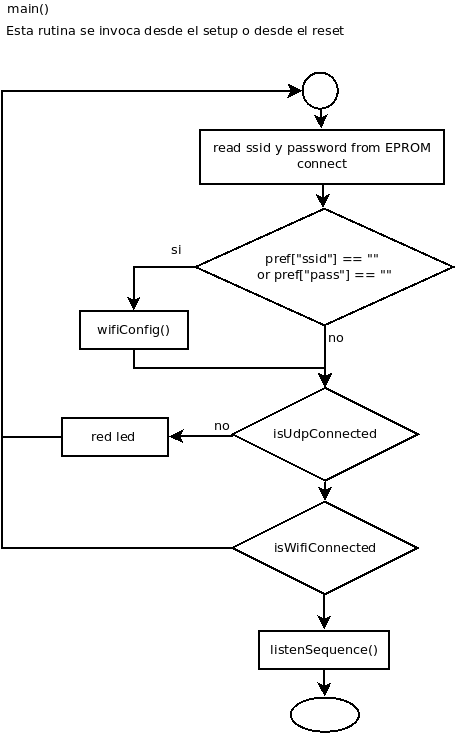 main()
Esta rutina se invoca desde el setup o desde el reset
read ssid y password from EPROM
connect
si
pref["ssid"] == ""
or pref["pass"] == ""
wifiConfig()
no
no
red led
isUdpConnected
isWifiConnected
listenSequence()